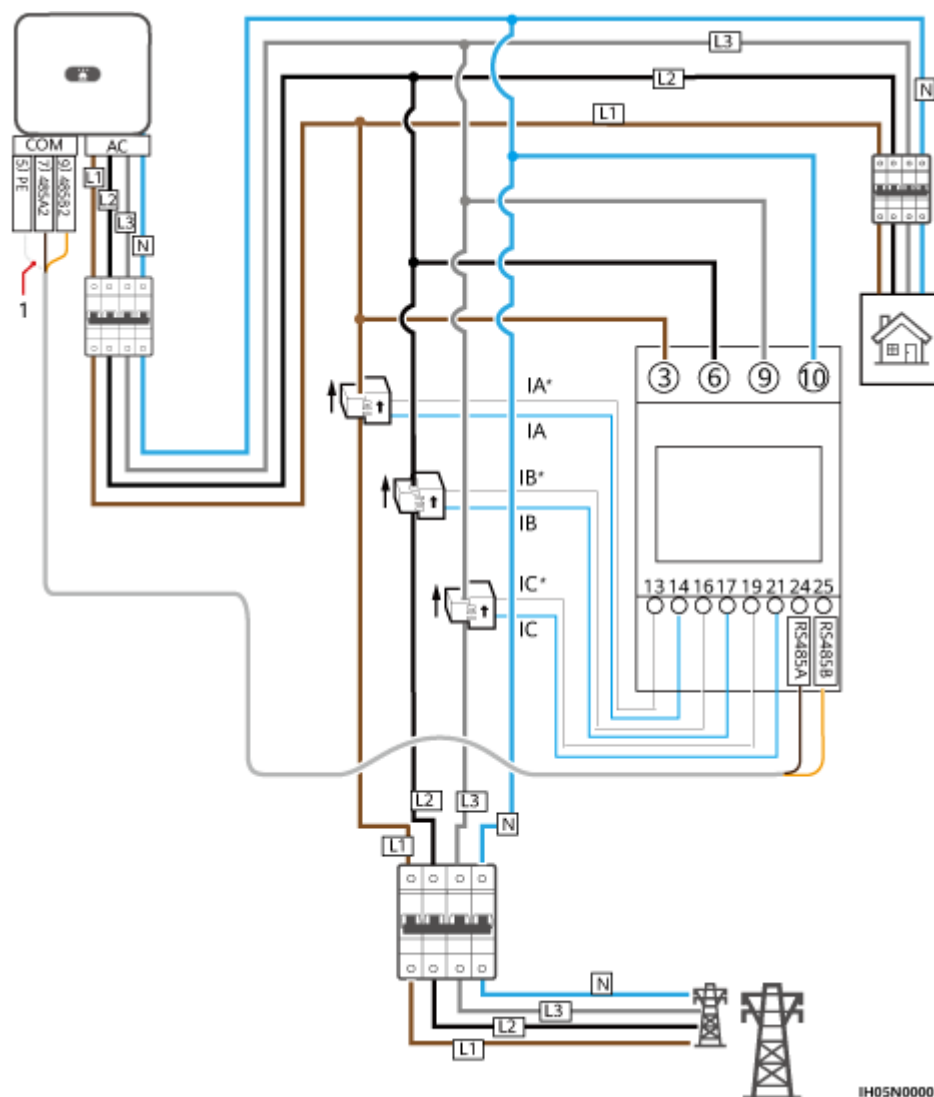 L3
L2
N
L1
COM
AC
5] PE
7] 485A2
9] 485B2
L1
L2
L3
N
1
3
6
9
10
IA*
IA
IB*
IB
IC*
IC
13 14 16 17 19 21 24 25
RS485A
RS485B
L2
L3
N
L1
N
L3
L2
L1
IH05N0000